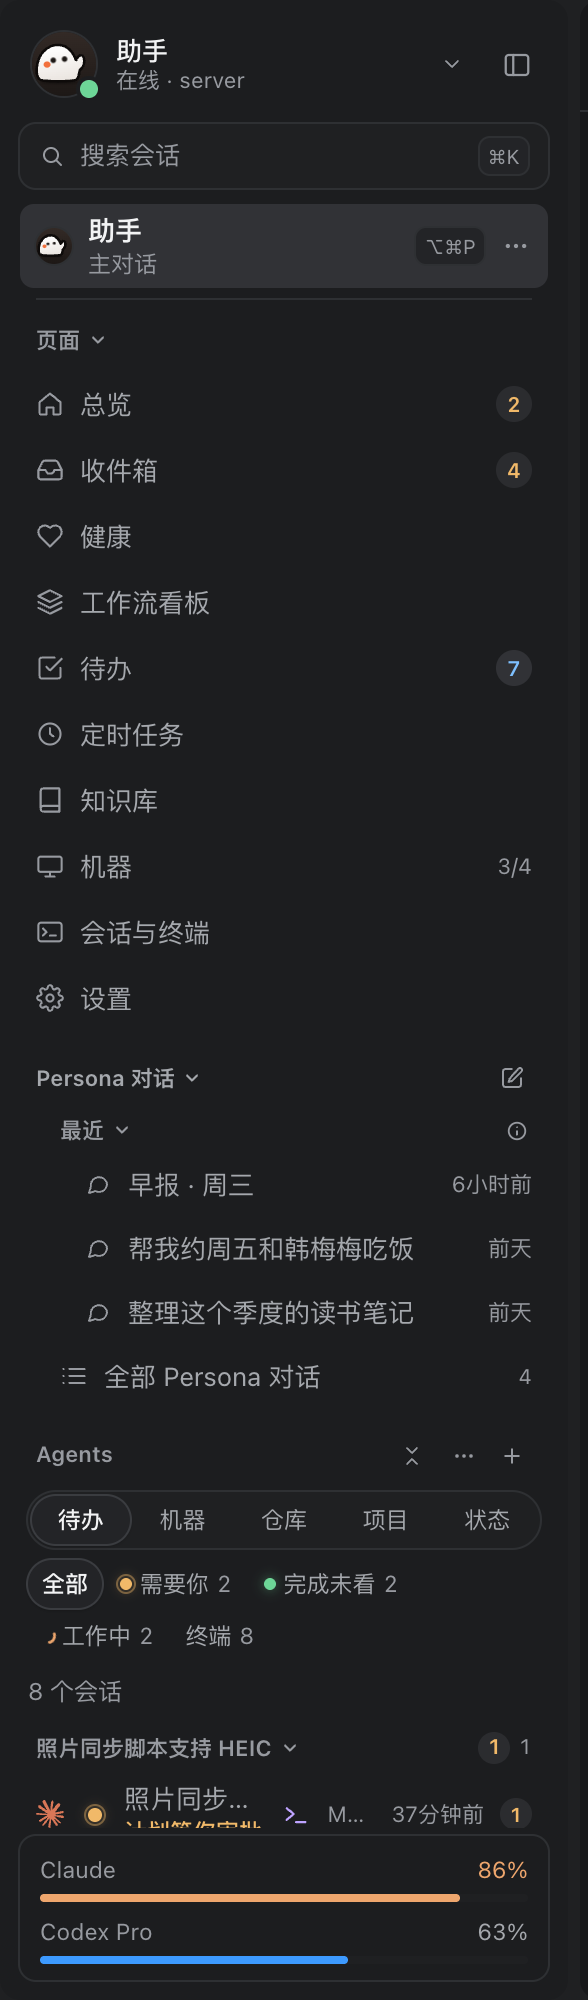 助手
在线 · server
搜索会话 ⌘K
助手
主对话 ⌥⌘P
页面
总览 2
收件箱 4
健康
工作流看板
待办 7
定时任务
知识库
机器 3/4
会话与终端
设置
Persona 对话
最近
早报 · 周三 6小时前
帮我约周五和韩梅梅吃饭 前天
整理这个季度的读书笔记 前天
全部 Persona 对话 4
Agents
待办 机器 仓库 项目 状态
全部 需要你 2 完成未看 2
工作中 2 终端 8
8 个会话
照片同步脚本支持 HEIC 1 1
照片同步... M... 37分钟前 1
Claude 86%
Codex Pro 63%